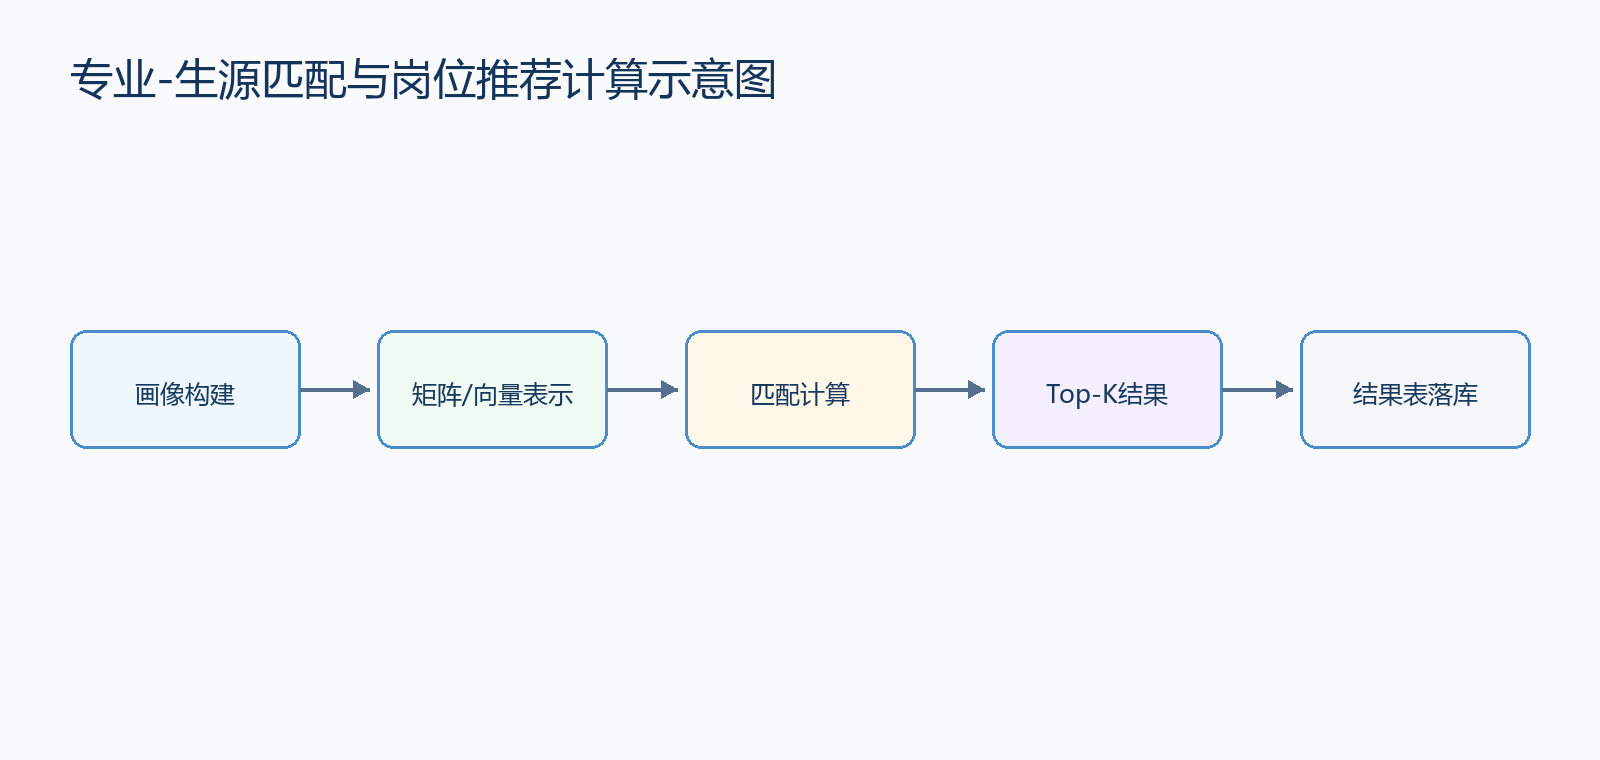 专业-生源匹配与岗位推荐计算示意图
画像构建
矩阵/向量表示
匹配计算
Top-K结果
结果表落库